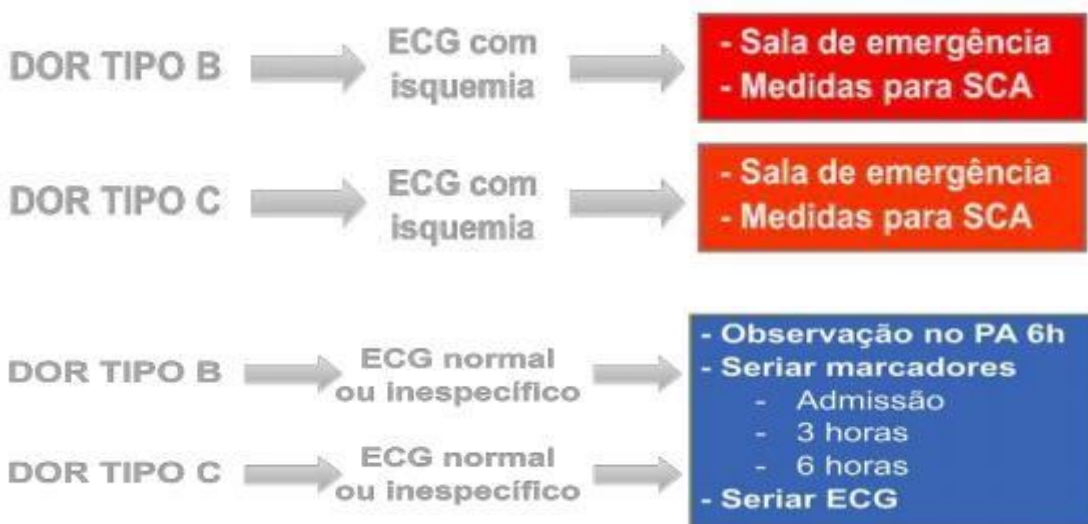 DOR TIPO B
ECG com
isquemia
- Sala de emergência
- Medidas para SCA
DOR TIPO C
ECG com
isquemia
- Sala de emergência
- Medidas para SCA
DOR TIPO B
ECG normal
ou inespecífico
DOR TIPO C
ECG normal
ou inespecífico
- Observação no PA 6h
- Seriar marcadores
- Admissão
- 3 horas
- 6 horas
- Seriar ECG